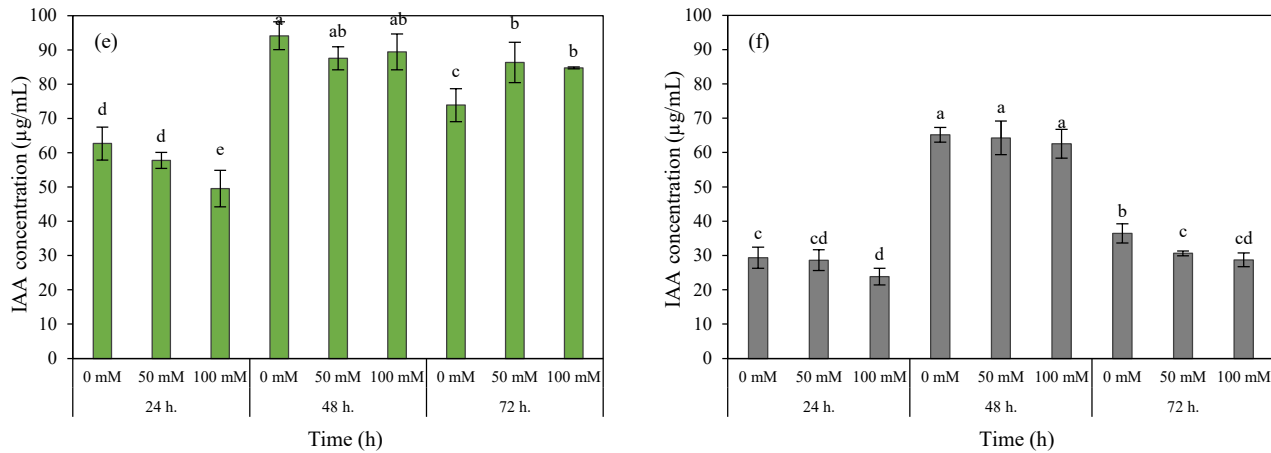 (e)
IAA concentration (µg/mL)
100
90
80
70
60
50
40
30
20
10
0
d
d
e
a
ab
ab
c
b
b
0 mM 50 mM 100 mM 0 mM 50 mM 100 mM 0 mM 50 mM 100 mM
24 h. 48 h. 72 h.
Time (h)
(f)
IAA concentration (µg/mL)
100
90
80
70
60
50
40
30
20
10
0
c
cd
d
a
a
a
b
c
cd
0 mM 50 mM 100 mM 0 mM 50 mM 100 mM 0 mM 50 mM 100 mM
24 h. 48 h. 72 h.
Time (h)